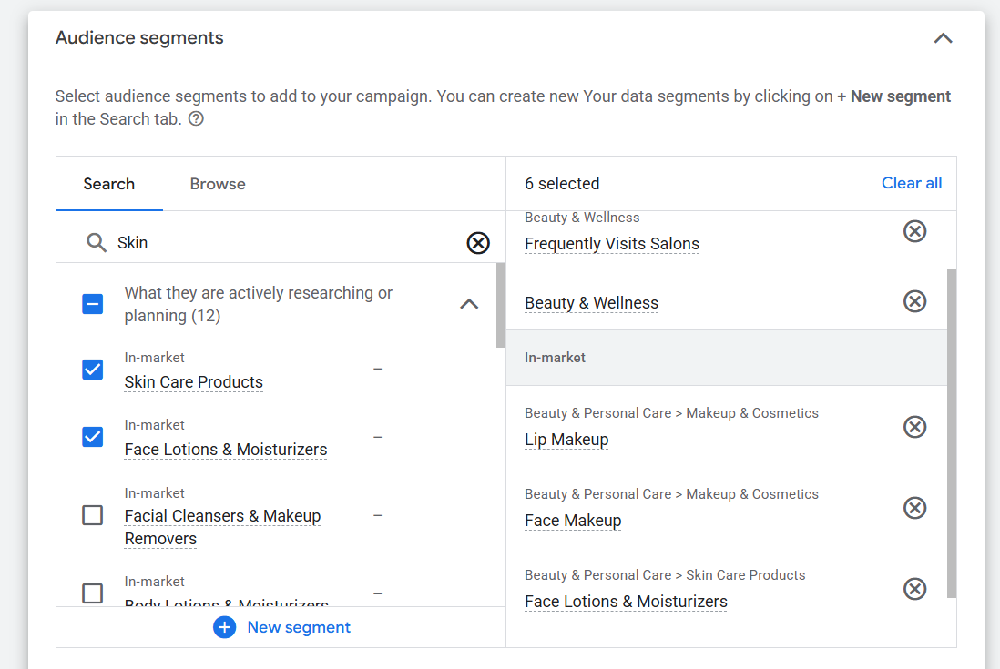 Audience segments
Select audience segments to add to your campaign. You can create new Your data segments by clicking on + New segment
in the Search tab.
Search
Browse
Skin
What they are actively researching or
planning (12)
In-market
Skin Care Products
–
In-market
Face Lotions & Moisturizers
–
In-market
Facial Cleansers & Makeup
Removers
–
In-market
Body Lotions & Moisturizers
–
New segment
6 selected
Clear all
Beauty & Wellness
Frequently Visits Salons
Beauty & Wellness
In-market
Beauty & Personal Care > Makeup & Cosmetics
Lip Makeup
Beauty & Personal Care > Makeup & Cosmetics
Face Makeup
Beauty & Personal Care > Skin Care Products
Face Lotions & Moisturizers